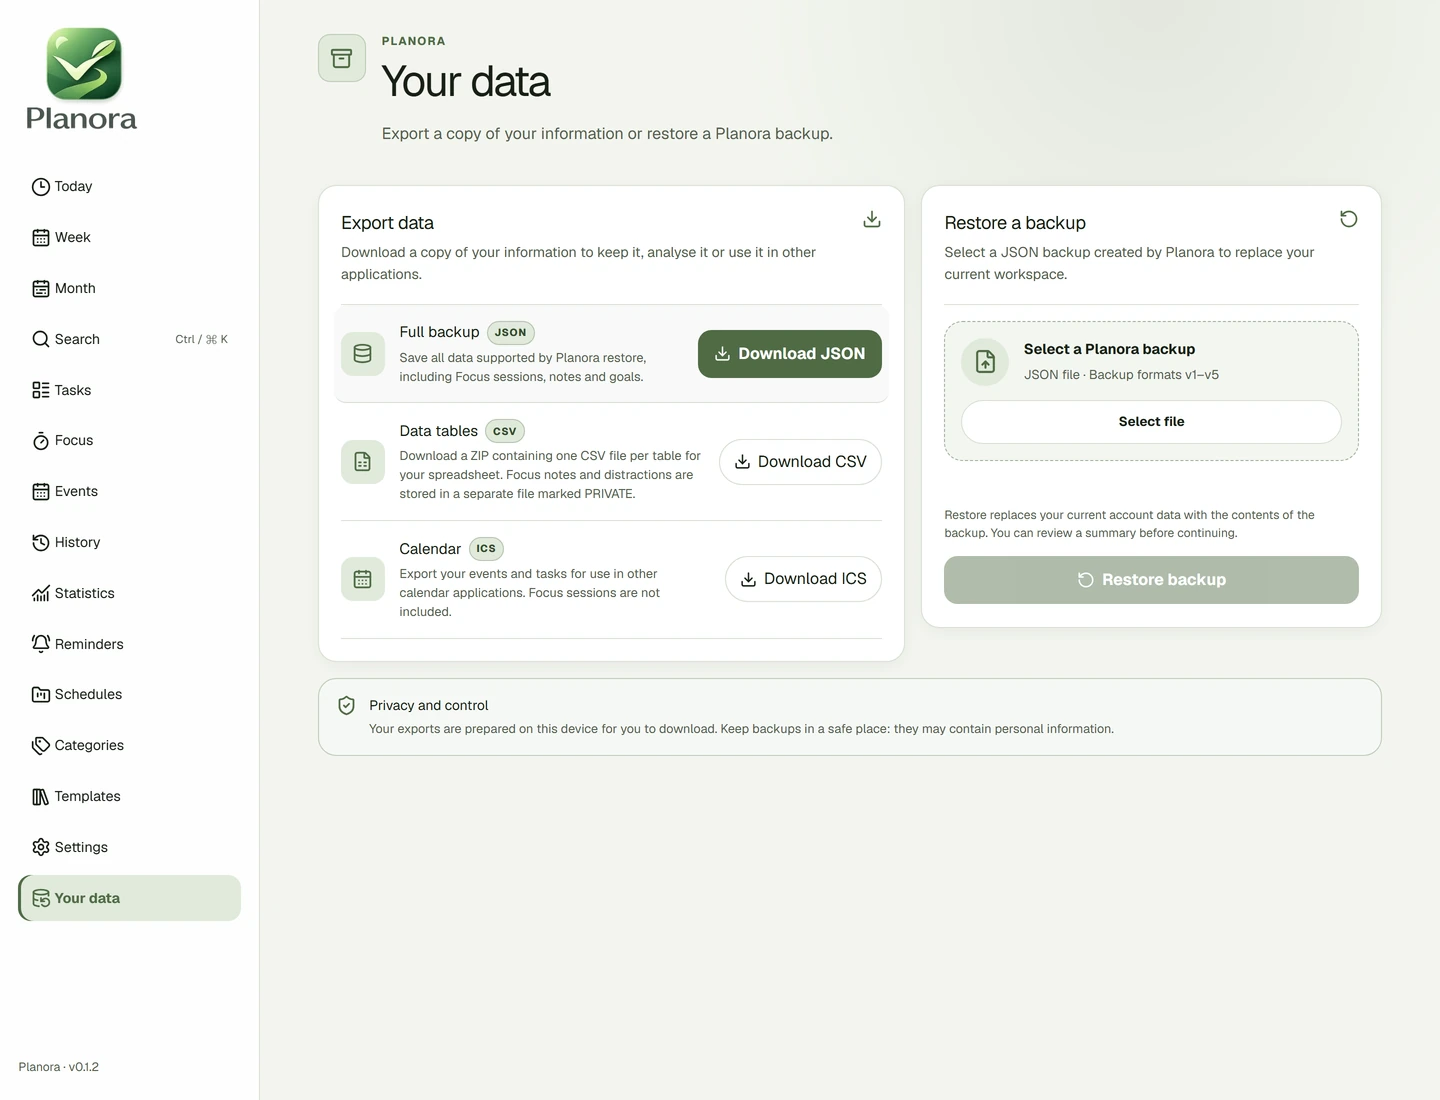 Planora
Today
Week
Month
Search Ctrl / ⌘ K
Tasks
Focus
Events
History
Statistics
Reminders
Schedules
Categories
Templates
Settings
Your data
Planora · v0.1.2
PLANORA
Your data
Export a copy of your information or restore a Planora backup.
Export data
Download a copy of your information to keep it, analyse it or use it in other
applications.
Full backup JSON
Save all data supported by Planora restore,
including Focus sessions, notes and goals.
Download JSON
Data tables CSV
Download a ZIP containing one CSV file per table for
your spreadsheet. Focus notes and distractions are
stored in a separate file marked PRIVATE.
Download CSV
Calendar ICS
Export your events and tasks for use in other
calendar applications. Focus sessions are not
included.
Download ICS
Restore a backup
Select a JSON backup created by Planora to replace your
current workspace.
Select a Planora backup
JSON file · Backup formats v1–v5
Select file
Restore replaces your current account data with the contents of the
backup. You can review a summary before continuing.
Restore backup
Privacy and control
Your exports are prepared on this device for you to download. Keep backups in a safe place: they may contain personal information.